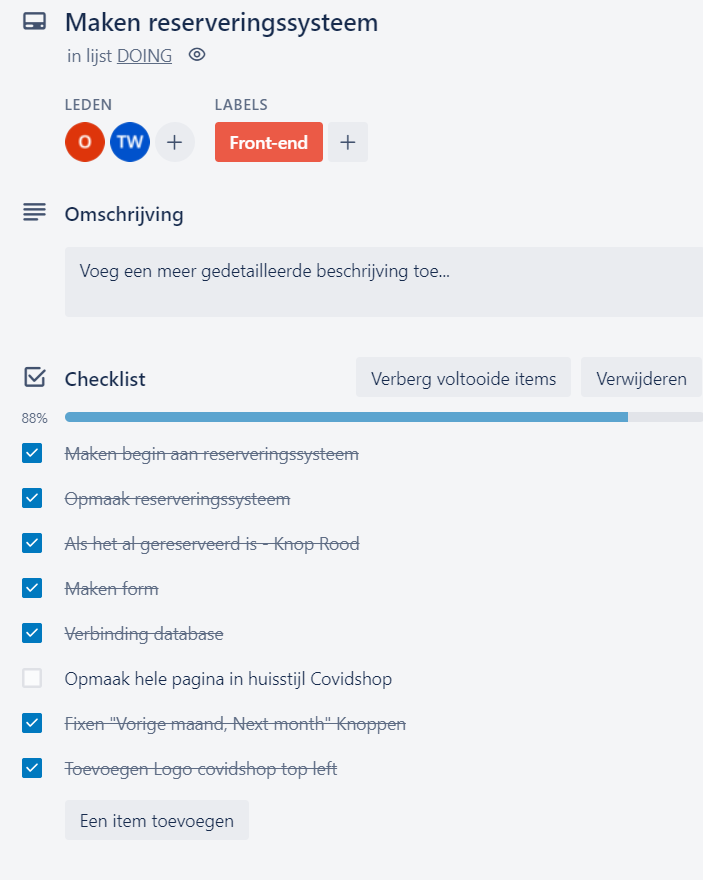 Maken reserveringssysteem
in lijst DOING
LEDEN LABELS
O TW + Front-end +
Omschrijving
Voeg een meer gedetailleerde beschrijving toe...
Checklist Verberg voltooide items Verwijderen
88%
Maken begin aan reserveringssysteem
Opmaak reserveringssysteem
Als het al gereserveerd is - Knop Rood
Maken form
Verbinding database
Opmaak hele pagina in huisstijl Covidshop
Fixen "Vorige maand, Next month" Knoppen
Toevoegen Logo covidshop top left
Een item toevoegen